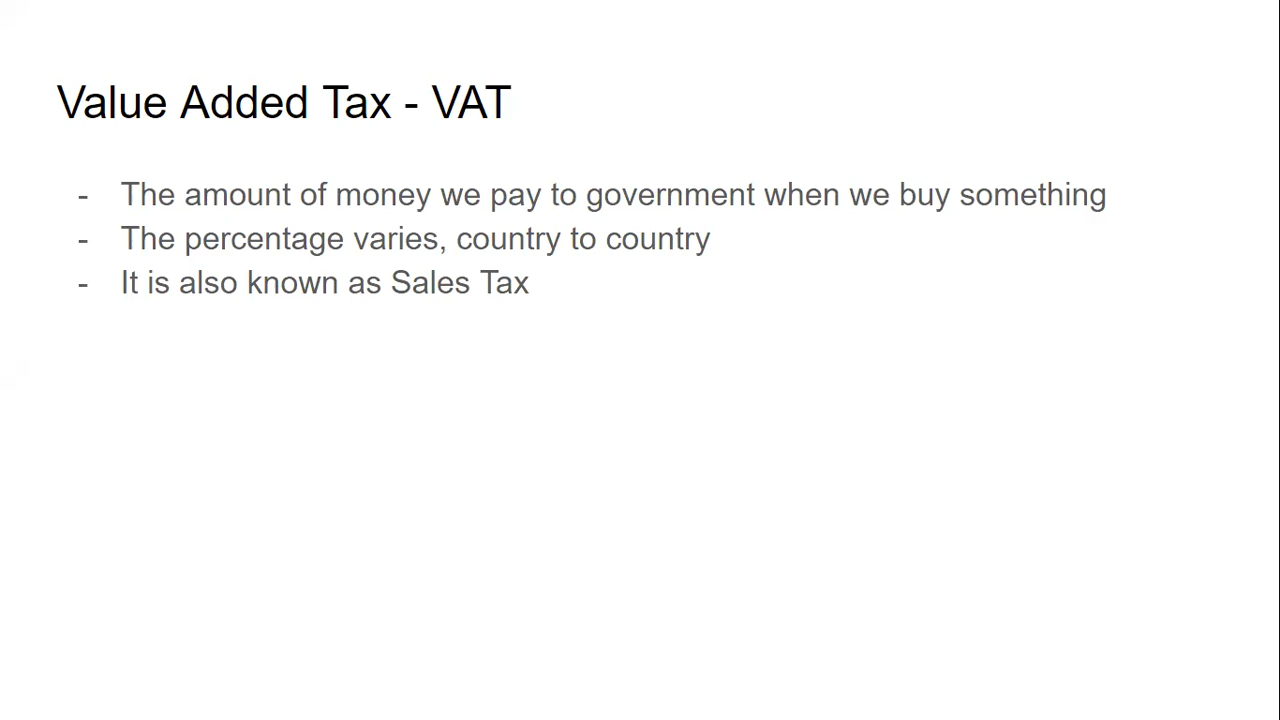 Value Added Tax - VAT
- The amount of money we pay to government when we buy something
- The percentage varies, country to country
- It is also known as Sales Tax